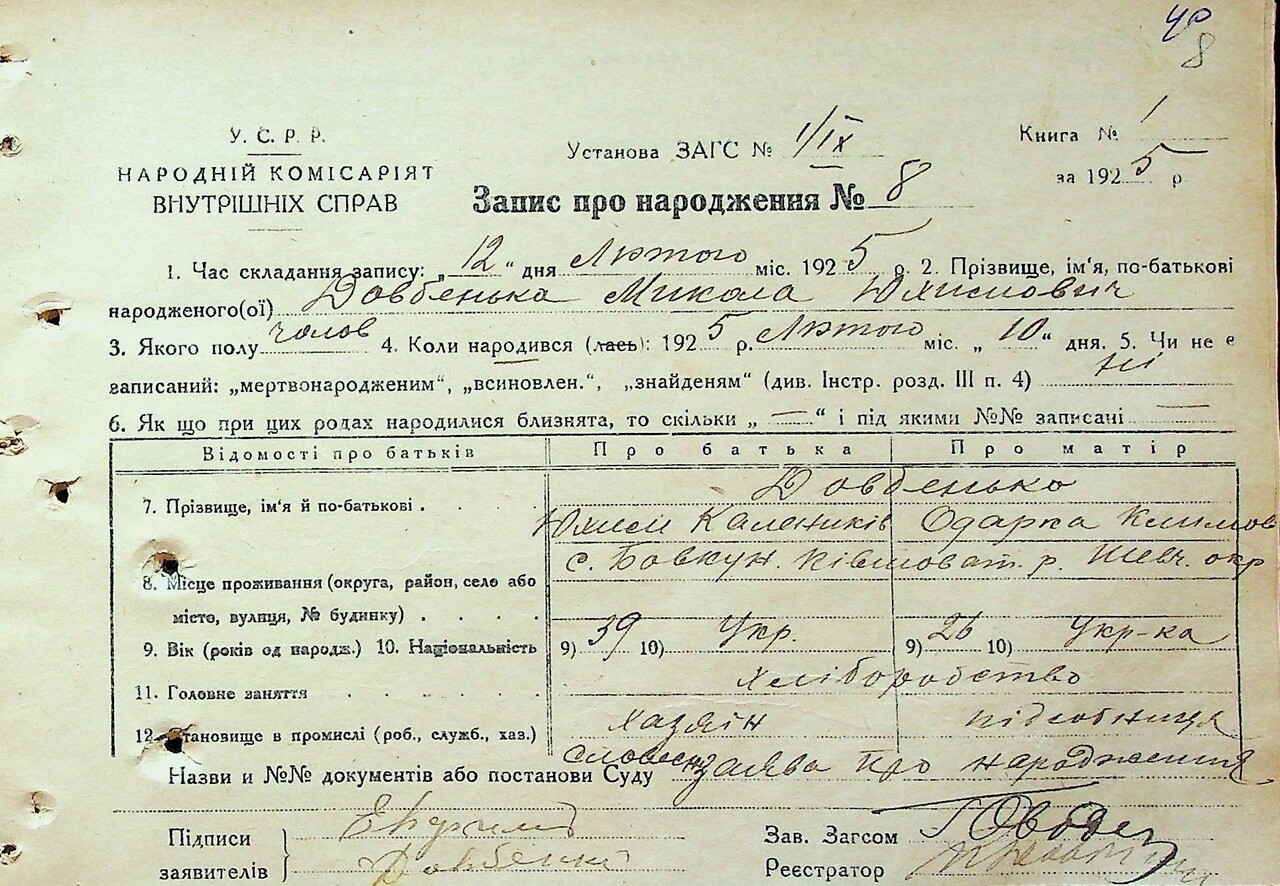 40
8
У. С. Р. Р.
НАРОДНІЙ КОМІСАРІЯТ
ВНУТРІШНІХ СПРАВ
Установа ЗАГС № 1/IX
Книга № 1
за 1925 р.
Запис про народження № 8
1. Час складання запису: „12“ дня Лютого міс. 1925 р. 2. Прізвище, ім'я, по-батькові
народженого(ої) Довбенька Микола Юхимович
3. Якого полу чолов 4. Коли народився (лась): 1925 р. Лютого міс. „10“ дня. 5. Чи не є
записаний: „мертвонародженим“, „всиновлен.“, „знайденям“ (див. Інстр. розд. III п. 4) ні
6. Як що при цих родах народилися близнята, то скільки „—“ і під якими №№ записані —
Відомості про батьків Про батька Про матір
7. Прізвище, ім'я й по-батькові . Довбенько
Юхим Калеників Одарка Климов
с. Бовкун. Ківшоват. р. Шевч. окр
8. Місце проживання (округа, район, село або
місто, вулиця, № будинку) . . . .
9. Вік (років од народж.) 10. Національність 9) 39 10) Укр. 9) 26 10) Укр-ка
11. Головне заняття . . . . . . хліборобство
12. Становище в промислі (роб., служб., хаз.) хазяін підсобниця
Назви и №№ документів або постанови Суду словесн заява про народження
Підписи
заявителів
Довбенко
Зав. Загсом
Реєстратор